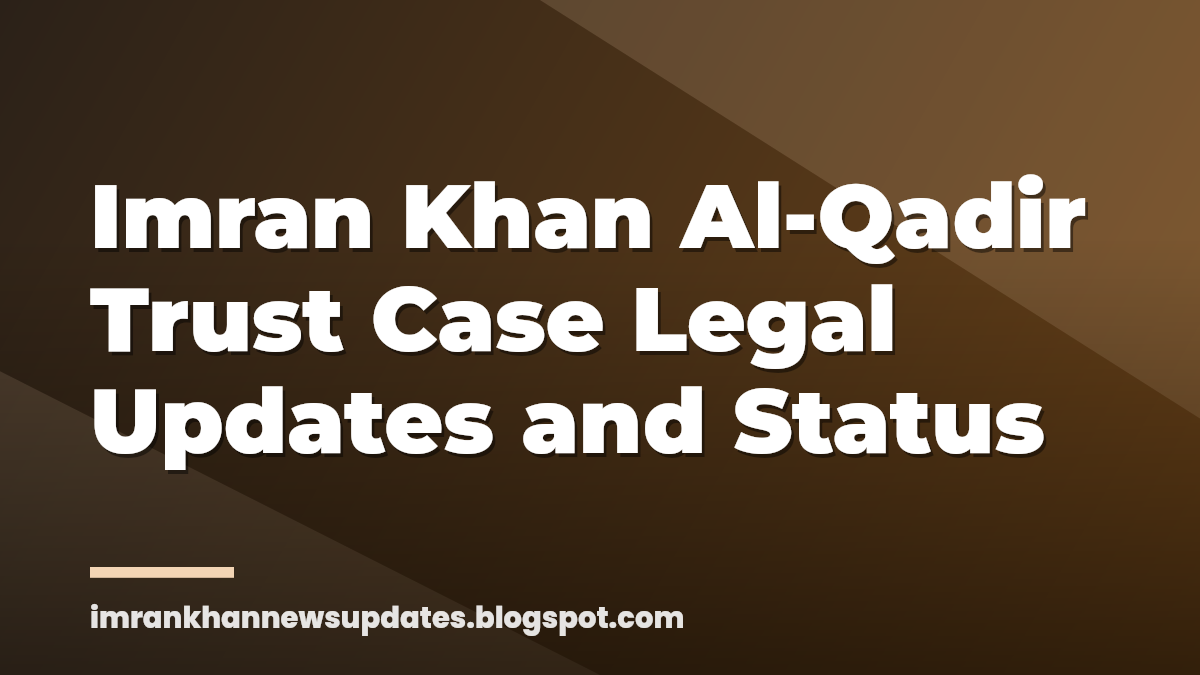 Imran Khan Al-Qadir
Trust Case Legal
Updates and Status
imrankhannewsupdates.blogspot.com